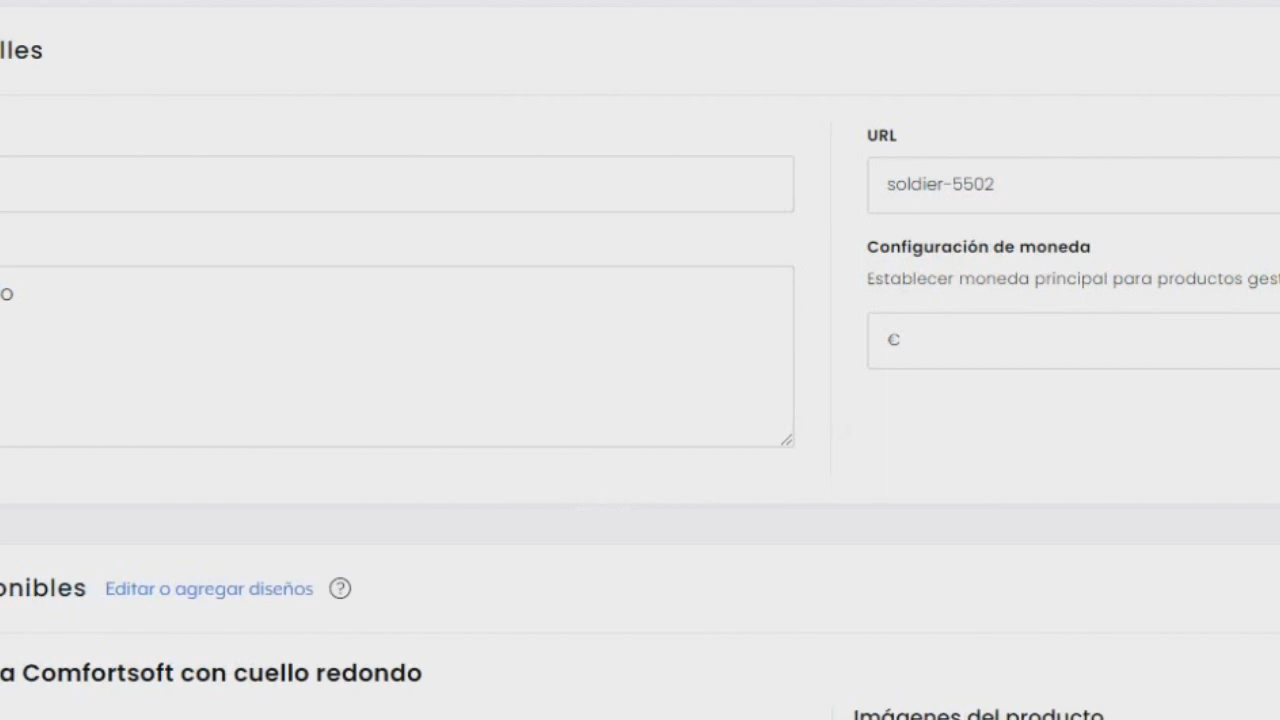 lles
URL
soldier-5502
Configuración de moneda
Establecer moneda principal para productos gest
o
€
onibles Editar o agregar diseños ?
a Comfortsoft con cuello redondo
Imágenes del producto